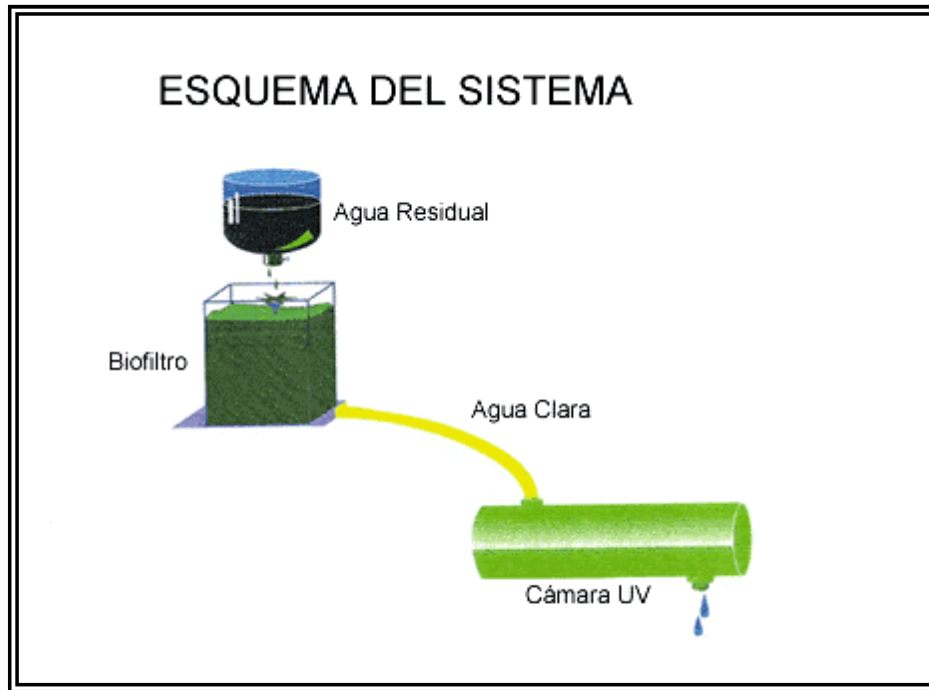 ESQUEMA DEL SISTEMA
Agua Residual
Biofiltro
Agua Clara
Cámara UV